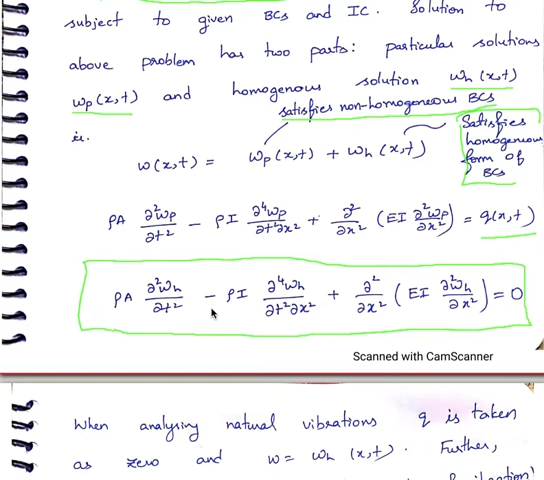 subject to given BCs and IC. Solution to
above problem has two parts: particular solutions
wp(x,t) and homogenous solution wh(x,t)
satisfies non-homogeneous BCs
ie.
Satisfies
homogeneous
form of
BCs
w(x,t) = wp(x,t) + wh(x,t)
ρA ∂²wp/∂t² − ρI ∂⁴wp/∂t²∂x² + ∂²/∂x² (EI ∂²wp/∂x²) = q(x,t)
ρA ∂²wh/∂t² − ρI ∂⁴wh/∂t²∂x² + ∂²/∂x² (EI ∂²wh/∂x²) = 0
Scanned with CamScanner
When analysing natural vibrations q is taken
as zero and w = wh(x,t). Further,